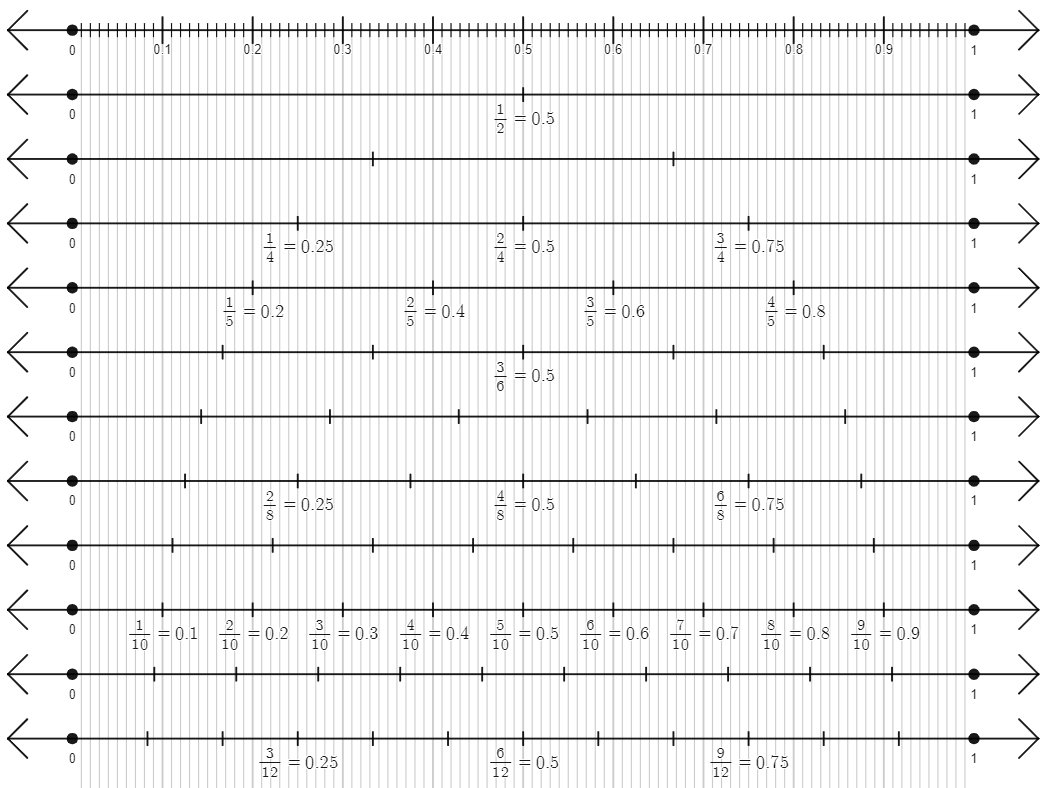 0 0.1 0.2 0.3 0.4 0.5 0.6 0.7 0.8 0.9 1
0 1
1/2 = 0.5
0 1
0 1
1/4 = 0.25 2/4 = 0.5 3/4 = 0.75
0 1
1/5 = 0.2 2/5 = 0.4 3/5 = 0.6 4/5 = 0.8
0 1
3/6 = 0.5
0 1
0 1
2/8 = 0.25 4/8 = 0.5 6/8 = 0.75
0 1
0 1
1/10 = 0.1 2/10 = 0.2 3/10 = 0.3 4/10 = 0.4 5/10 = 0.5 6/10 = 0.6 7/10 = 0.7 8/10 = 0.8 9/10 = 0.9
0 1
0 1
3/12 = 0.25 6/12 = 0.5 9/12 = 0.75